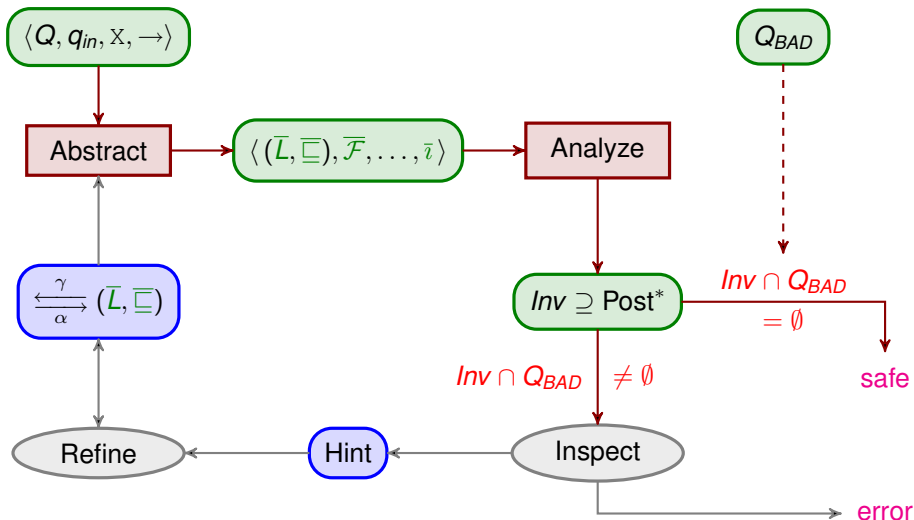 ⟨Q, q_in, X, →⟩
Q_BAD
Abstract
⟨(L̅, ⊑̅), ℱ̅, …, ī⟩
Analyze
γ
⟵
⟶
α
(L̅, ⊑̅)
Inv ⊇ Post*
Inv ∩ Q_BAD
= ∅
Inv ∩ Q_BAD ≠ ∅
safe
Refine
Hint
Inspect
error